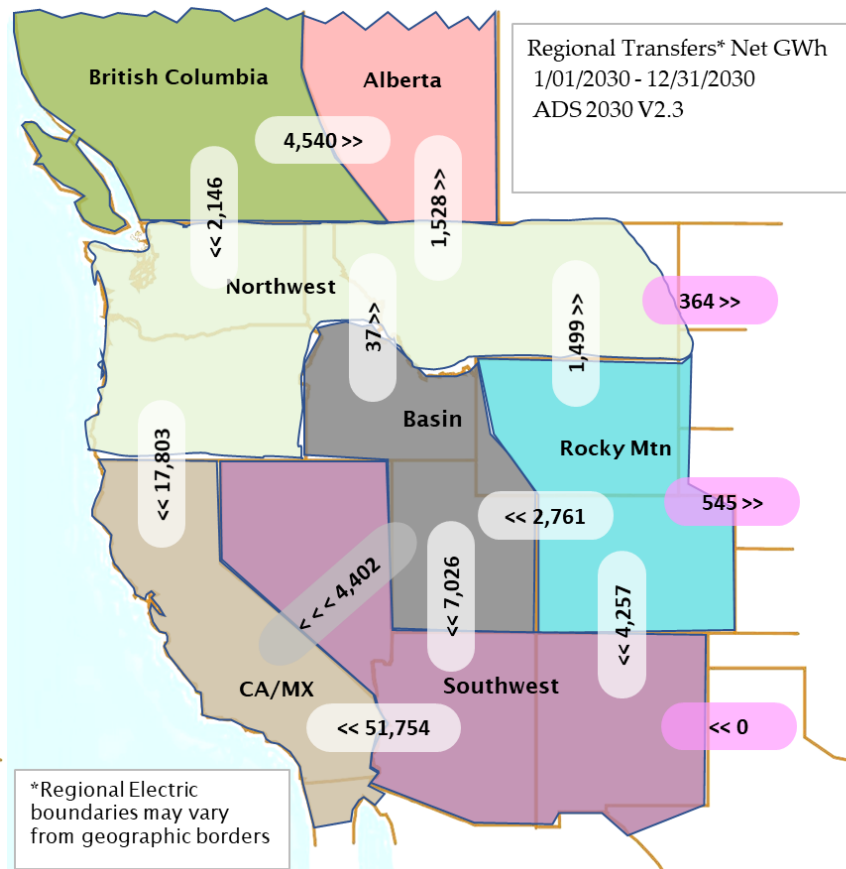 Regional Transfers* Net GWh
1/01/2030 - 12/31/2030
ADS 2030 V2.3
British Columbia
Alberta
4,540 >>
<< 2,146
1,528 >>
Northwest
37 >>
1,499 >>
364 >>
Basin
Rocky Mtn
<< 17,803
<< 2,761
545 >>
< < < 4,402
<< 7,026
<< 4,257
CA/MX
Southwest
<< 51,754
<< 0
*Regional Electric
boundaries may vary
from geographic borders